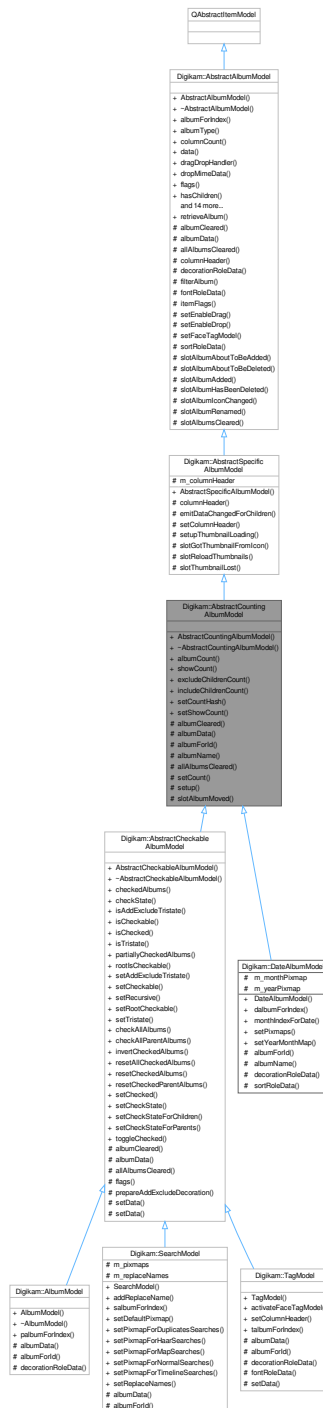 QAbstractItemModel
Digikam::AbstractAlbumModel
+ AbstractAlbumModel()
+ ~AbstractAlbumModel()
+ albumForIndex()
+ albumType()
+ columnCount()
+ data()
+ dragDropHandler()
+ dropMimeData()
+ flags()
+ hasChildren()
and 14 more...
+ retrieveAlbum()
# albumCleared()
# albumData()
# allAlbumsCleared()
# columnHeader()
# decorationRoleData()
# filterAlbum()
# fontRoleData()
# itemFlags()
# setEnableDrag()
# setEnableDrop()
# setFaceTagModel()
# sortRoleData()
# slotAlbumAboutToBeAdded()
# slotAlbumAboutToBeDeleted()
# slotAlbumAdded()
# slotAlbumHasBeenDeleted()
# slotAlbumIconChanged()
# slotAlbumRenamed()
# slotAlbumsCleared()
Digikam::AbstractSpecific
AlbumModel
# m_columnHeader
+ AbstractSpecificAlbumModel()
# columnHeader()
# emitDataChangedForChildren()
# setColumnHeader()
# setupThumbnailLoading()
# slotGotThumbnailFromIcon()
# slotReloadThumbnails()
# slotThumbnailLost()
Digikam::AbstractCounting
AlbumModel
+ AbstractCountingAlbumModel()
+ ~AbstractCountingAlbumModel()
+ albumCount()
+ showCount()
+ excludeChildrenCount()
+ includeChildrenCount()
+ setCountHash()
+ setShowCount()
# albumCleared()
# albumData()
# albumForId()
# albumName()
# allAlbumsCleared()
# setCount()
# setup()
# slotAlbumMoved()
Digikam::AbstractCheckable
AlbumModel
+ AbstractCheckableAlbumModel()
+ ~AbstractCheckableAlbumModel()
+ checkedAlbums()
+ checkState()
+ isAddExcludeTristate()
+ isCheckable()
+ isChecked()
+ isTristate()
+ partiallyCheckedAlbums()
+ rootIsCheckable()
+ setAddExcludeTristate()
+ setCheckable()
+ setRecursive()
+ setRootCheckable()
+ setTristate()
+ checkAllAlbums()
+ checkAllParentAlbums()
+ invertCheckedAlbums()
+ resetAllCheckedAlbums()
+ resetCheckedAlbums()
+ resetCheckedParentAlbums()
+ setChecked()
+ setCheckState()
+ setCheckStateForChildren()
+ setCheckStateForParents()
+ toggleChecked()
# albumCleared()
# albumData()
# allAlbumsCleared()
# flags()
# prepareAddExcludeDecoration()
# setData()
# setData()
Digikam::DateAlbumModel
# m_monthPixmap
# m_yearPixmap
+ DateAlbumModel()
+ dalbumForIndex()
+ monthIndexForDate()
+ setPixmaps()
+ setYearMonthMap()
# albumForId()
# albumName()
# decorationRoleData()
# sortRoleData()
Digikam::AlbumModel
+ AlbumModel()
+ ~AlbumModel()
+ palbumForIndex()
# albumData()
# albumForId()
# decorationRoleData()
Digikam::SearchModel
# m_pixmaps
# m_replaceNames
+ SearchModel()
+ addReplaceName()
+ salbumForIndex()
+ setDefaultPixmap()
+ setPixmapForDuplicatesSearches()
+ setPixmapForHaarSearches()
+ setPixmapForMapSearches()
+ setPixmapForNormalSearches()
+ setPixmapForTimelineSearches()
+ setReplaceNames()
# albumData()
# albumForId()
Digikam::TagModel
+ TagModel()
+ activateFaceTagModel(
+ setColumnHeader()
+ talbumForIndex()
# albumData()
# albumForId()
# decorationRoleData()
# fontRoleData()
# setData()